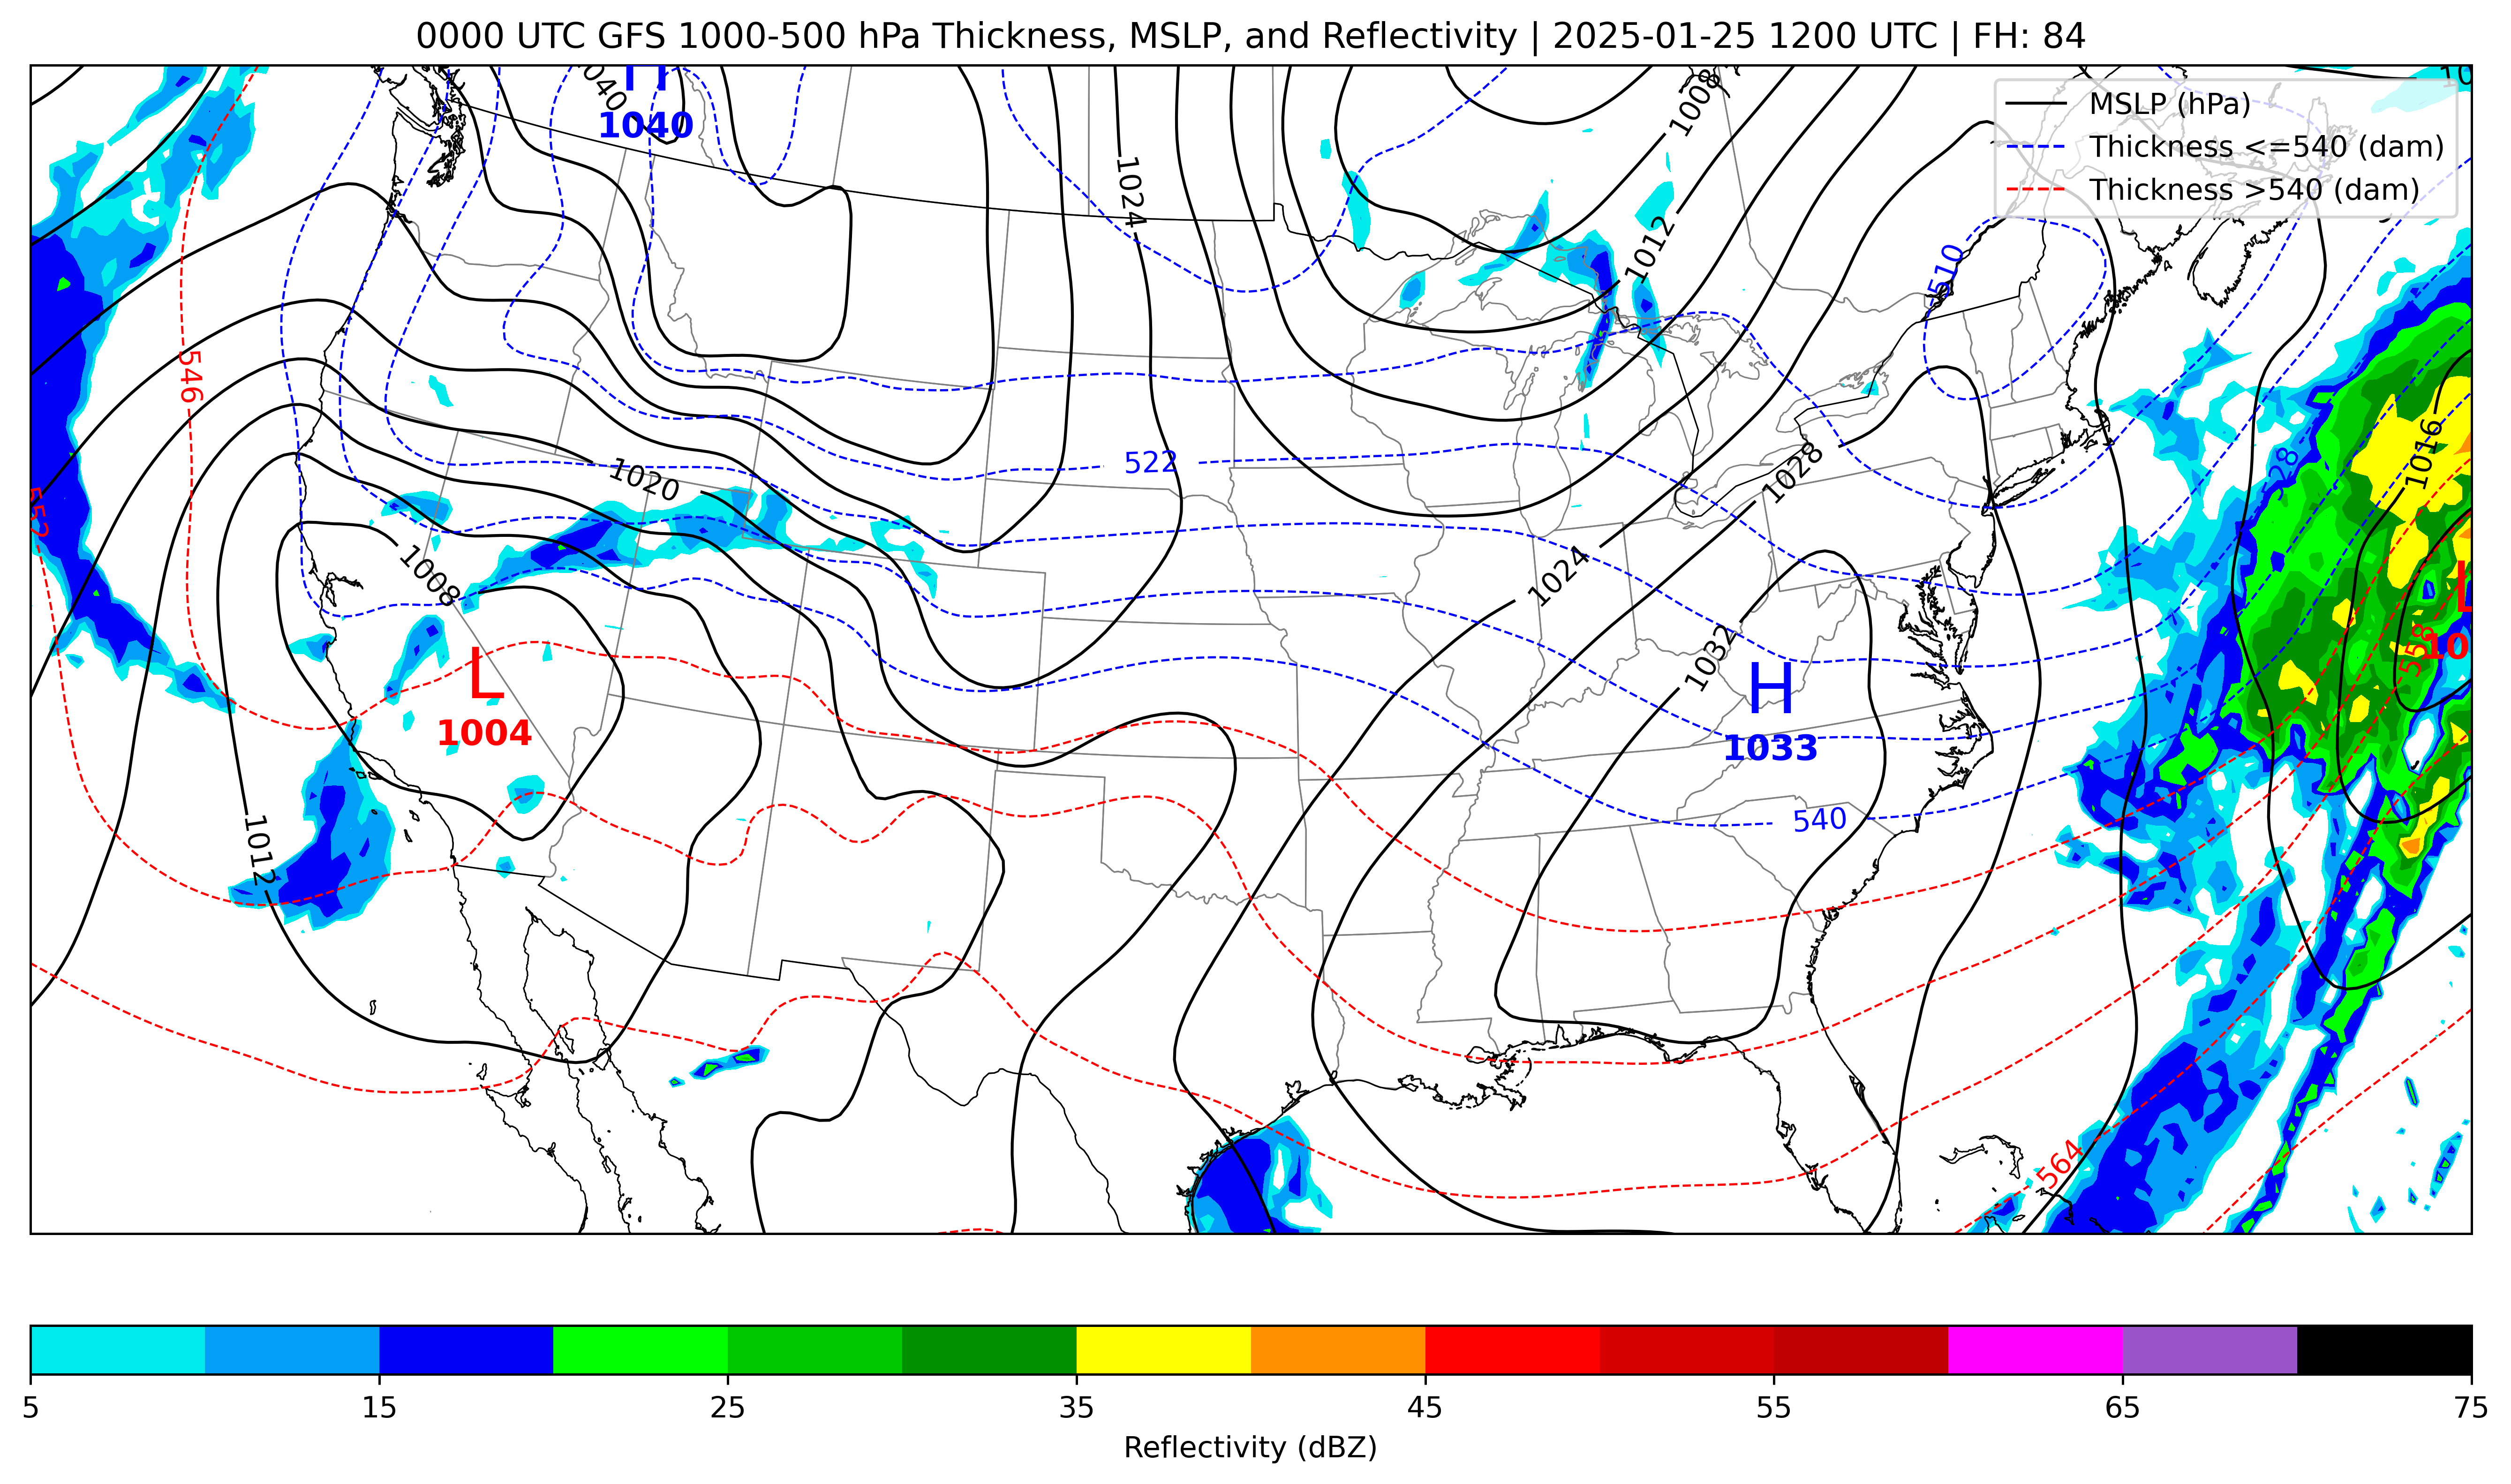 0000 UTC GFS 1000-500 hPa Thickness, MSLP, and Reflectivity | 2025-01-25 1200 UTC | FH: 84
MSLP (hPa)
Thickness <=540 (dam)
Thickness >540 (dam)
H
1040
1008
1024
1012
510
546
1016
522
1020
528
1028
552
1008
1024
1032
L
558
10
L
1004
H
1033
540
1012
564
5 15 25 35 45 55 65 75
Reflectivity (dBZ)